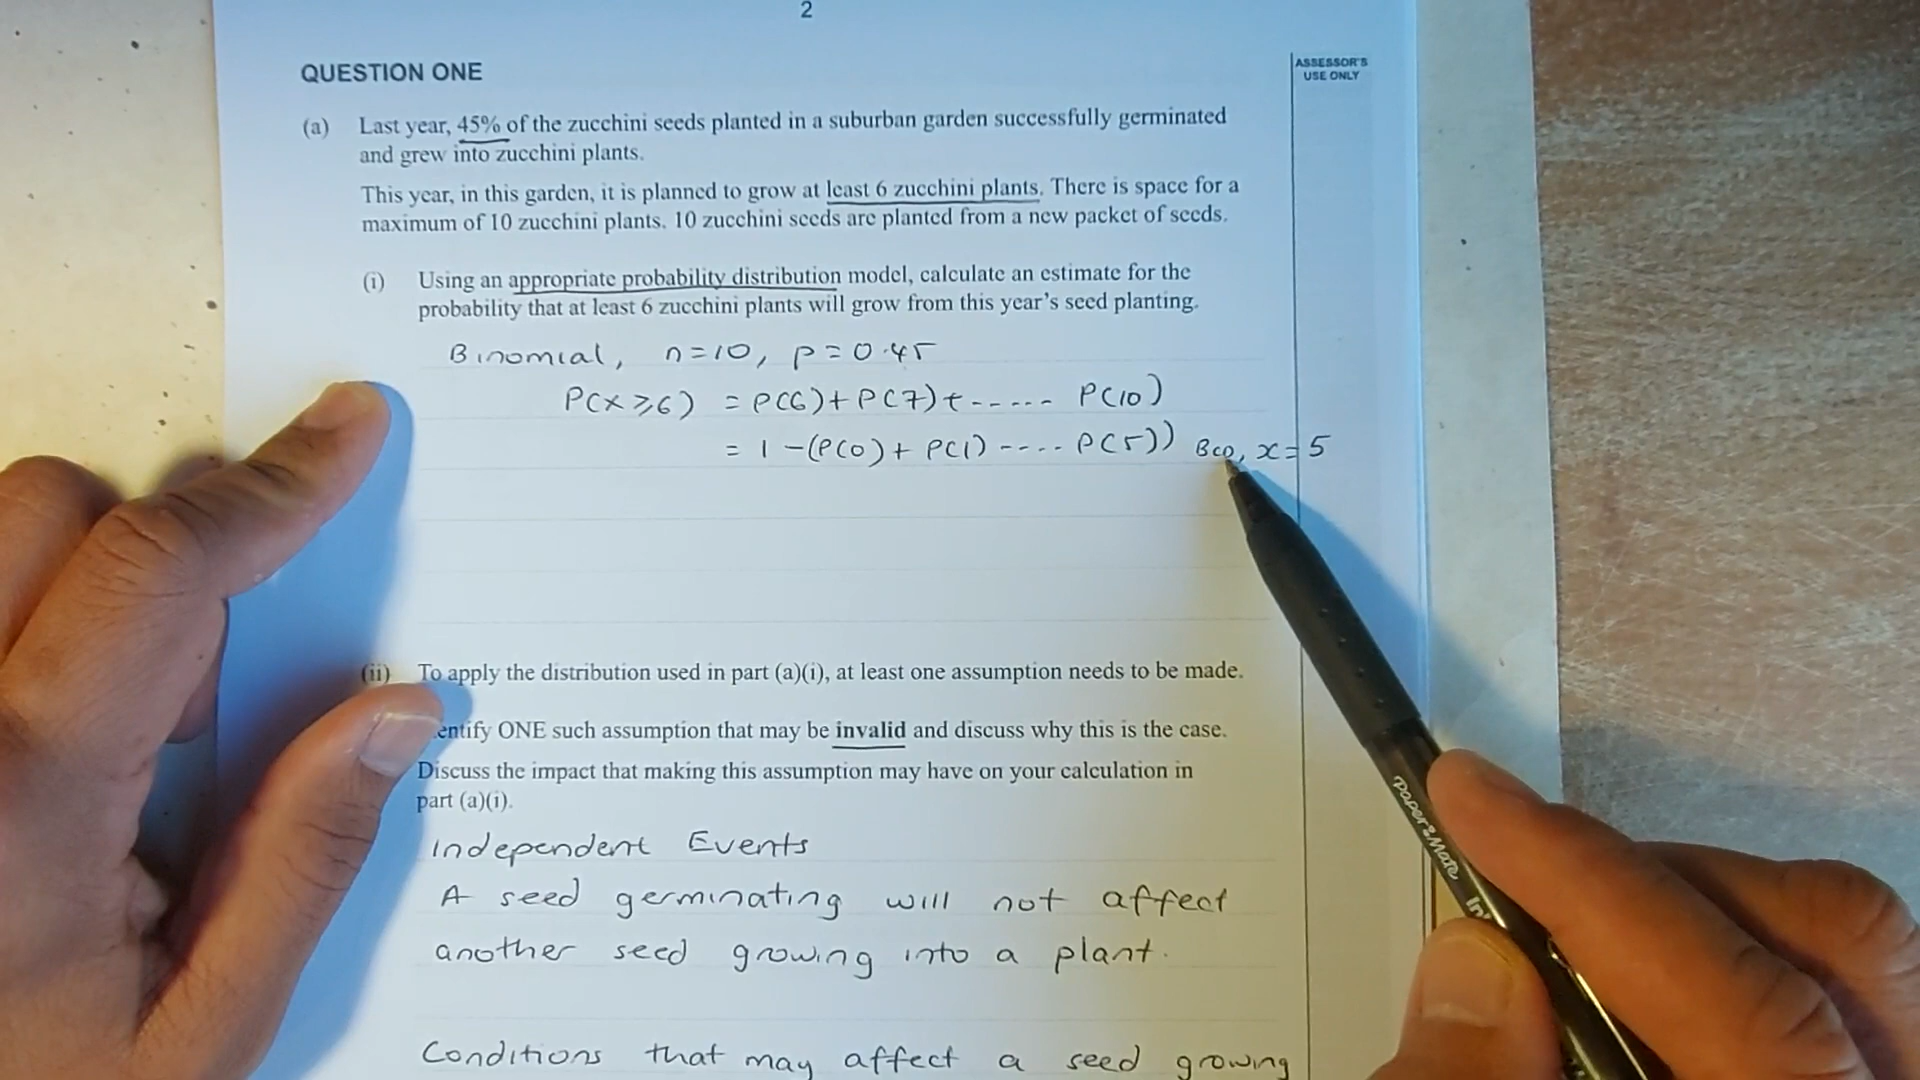 2
QUESTION ONE
ASSESSOR'S
USE ONLY
(a) Last year, 45% of the zucchini seeds planted in a suburban garden successfully germinated
and grew into zucchini plants.
This year, in this garden, it is planned to grow at least 6 zucchini plants. There is space for a
maximum of 10 zucchini plants. 10 zucchini seeds are planted from a new packet of seeds.
(i) Using an appropriate probability distribution model, calculate an estimate for the
probability that at least 6 zucchini plants will grow from this year's seed planting.
Binomial, n=10, p=0.45
P(X≥6) = P(6)+P(7)+----- P(10)
= 1-(P(0)+P(1)----P(5)) BCD, x=5
(ii) To apply the distribution used in part (a)(i), at least one assumption needs to be made.
entify ONE such assumption that may be invalid and discuss why this is the case.
Discuss the impact that making this assumption may have on your calculation in
part (a)(i).
Independent Events
A seed germinating will not affect
another seed growing into a plant.
Conditions that may affect a seed growing
Paper:Mate
In